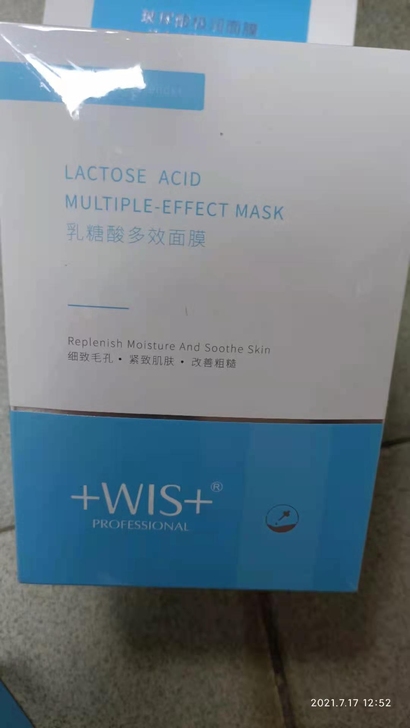 LACTOSE ACID
MULTIPLE-EFFECT MASK
乳糖酸多效面膜
Replenish Moisture And Soothe Skin
细致毛孔 • 紧致肌肤 • 改善粗糙
+WIS+®
PROFESSIONAL
2021.7.17 12:52